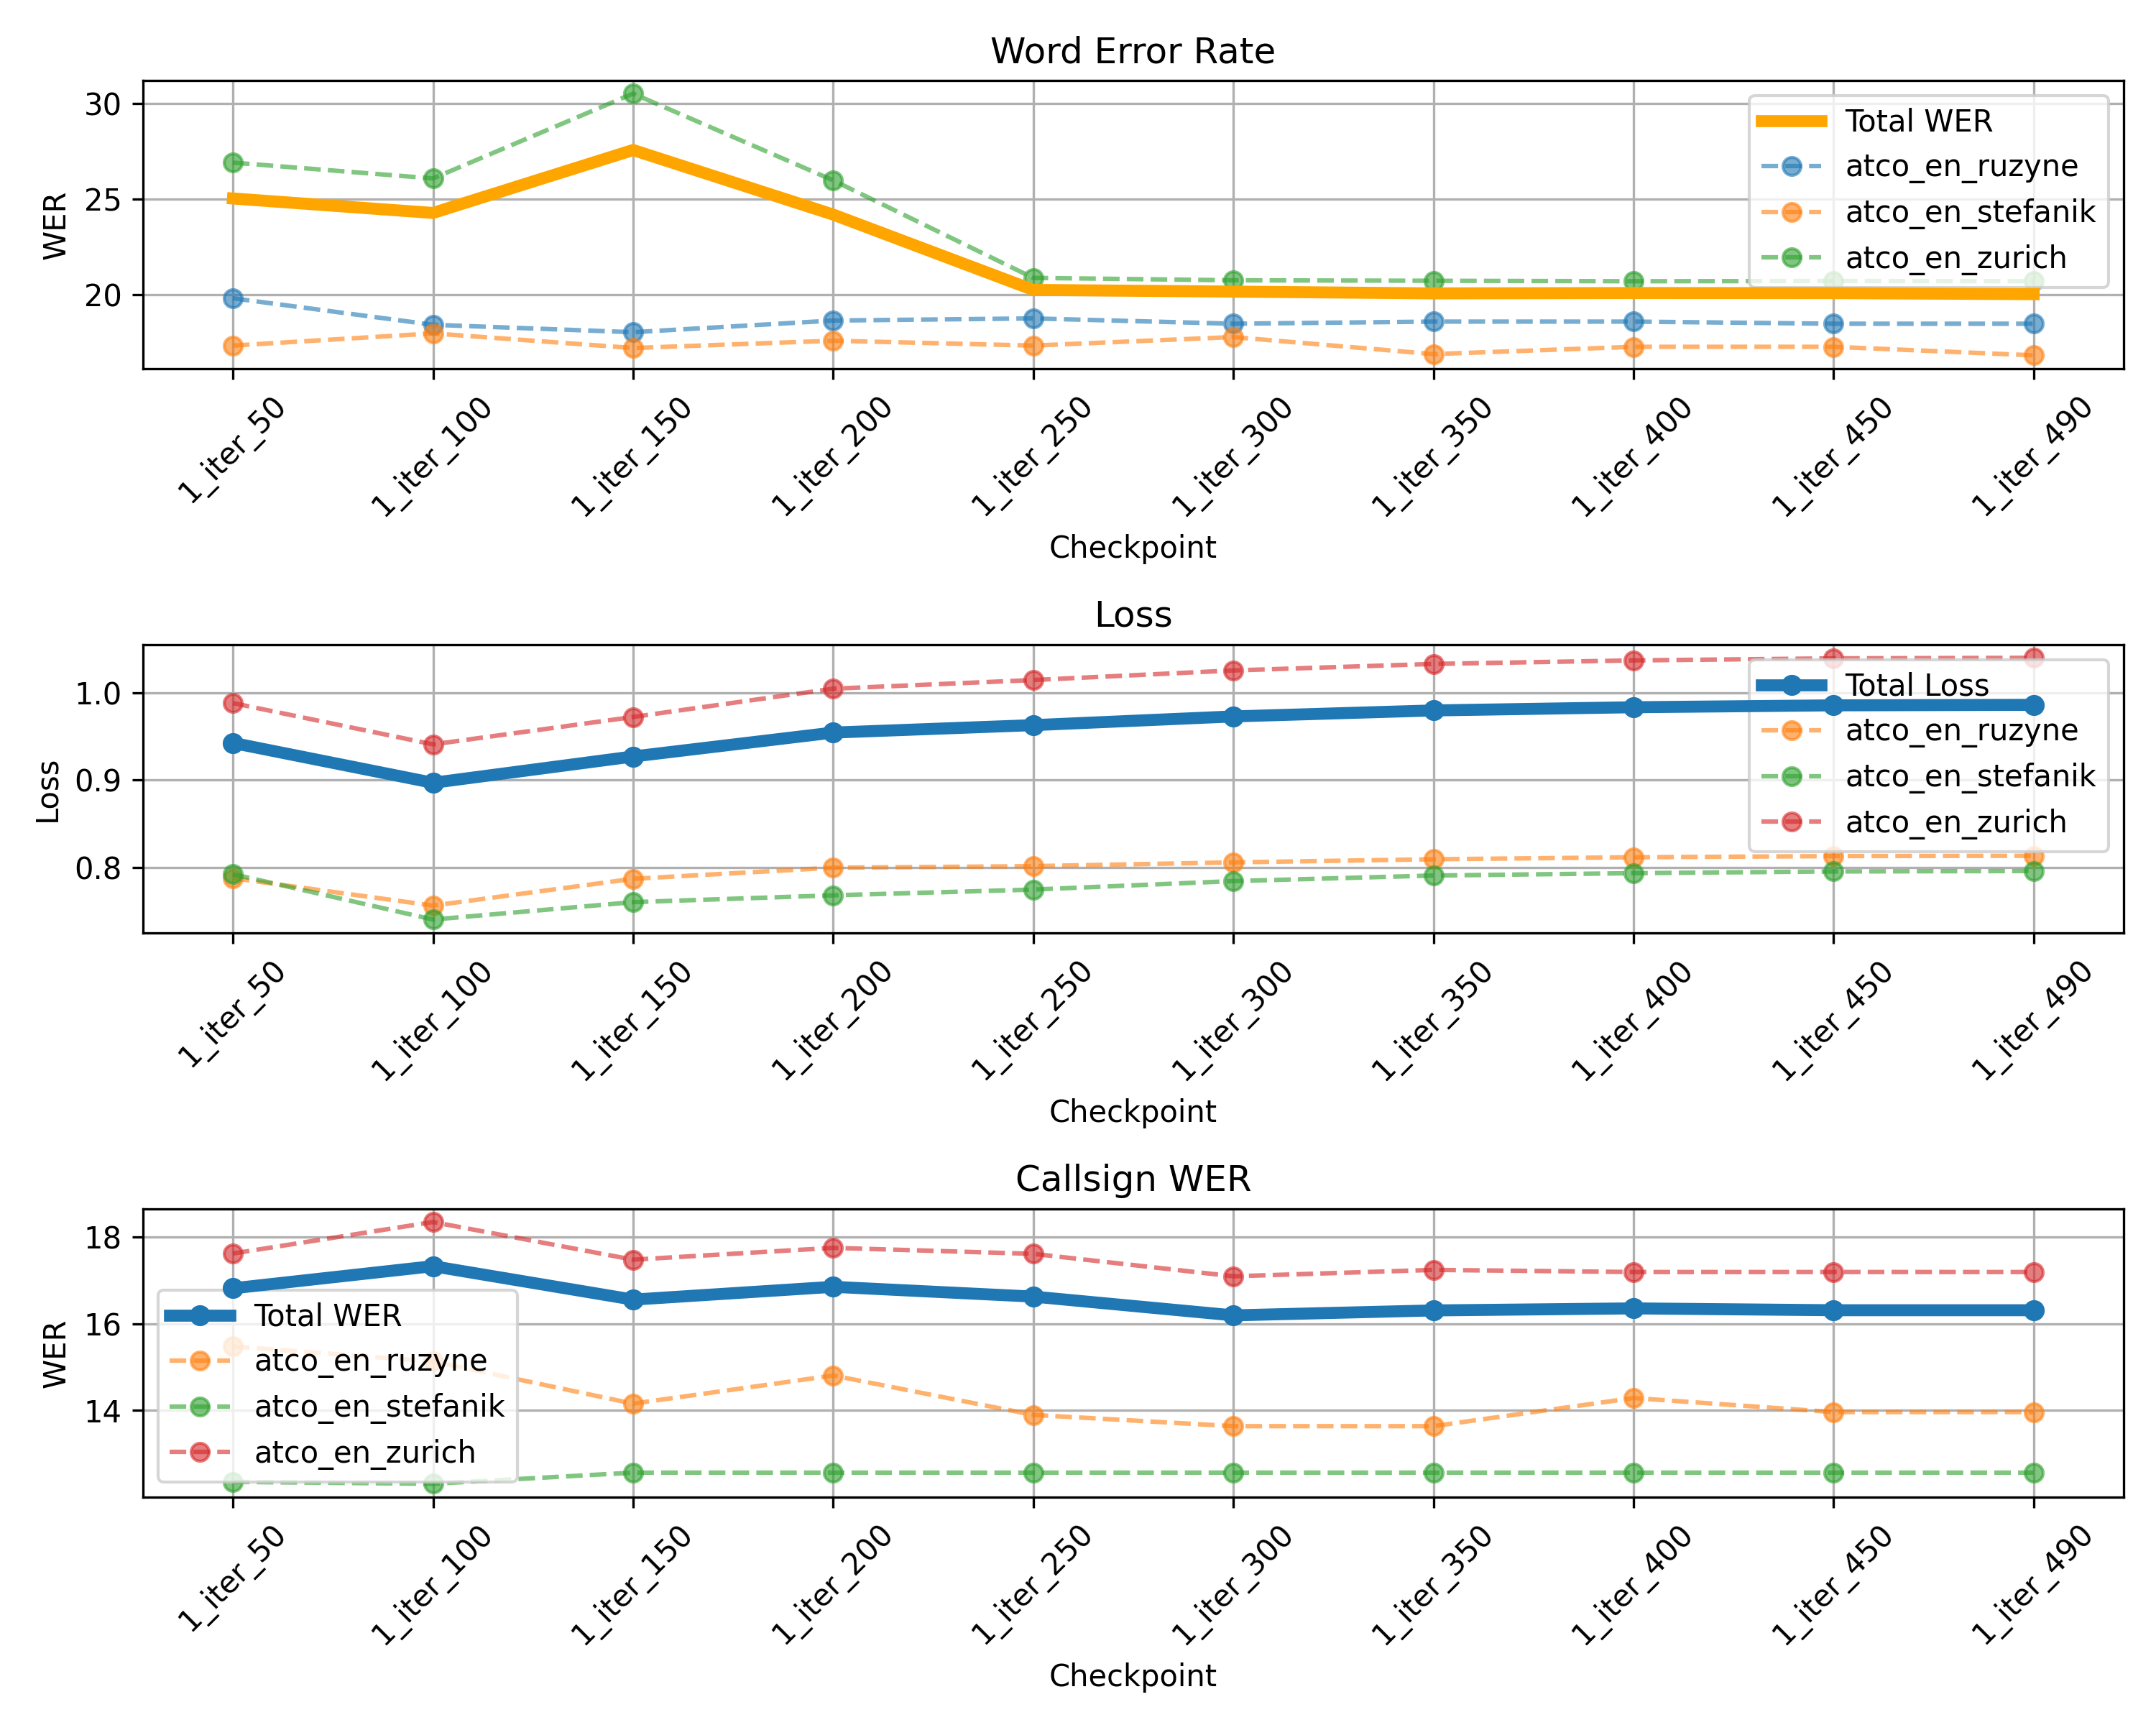 Word Error Rate
WER
30
25
20
Total WER
atco_en_ruzyne
atco_en_stefanik
atco_en_zurich
1_iter_50
1_iter_100
1_iter_150
1_iter_200
1_iter_250
1_iter_300
1_iter_350
1_iter_400
1_iter_450
1_iter_490
Checkpoint
Loss
Loss
1.0
0.9
0.8
Total Loss
atco_en_ruzyne
atco_en_stefanik
atco_en_zurich
1_iter_50
1_iter_100
1_iter_150
1_iter_200
1_iter_250
1_iter_300
1_iter_350
1_iter_400
1_iter_450
1_iter_490
Checkpoint
Callsign WER
WER
18
16
14
Total WER
atco_en_ruzyne
atco_en_stefanik
atco_en_zurich
1_iter_50
1_iter_100
1_iter_150
1_iter_200
1_iter_250
1_iter_300
1_iter_350
1_iter_400
1_iter_450
1_iter_490
Checkpoint